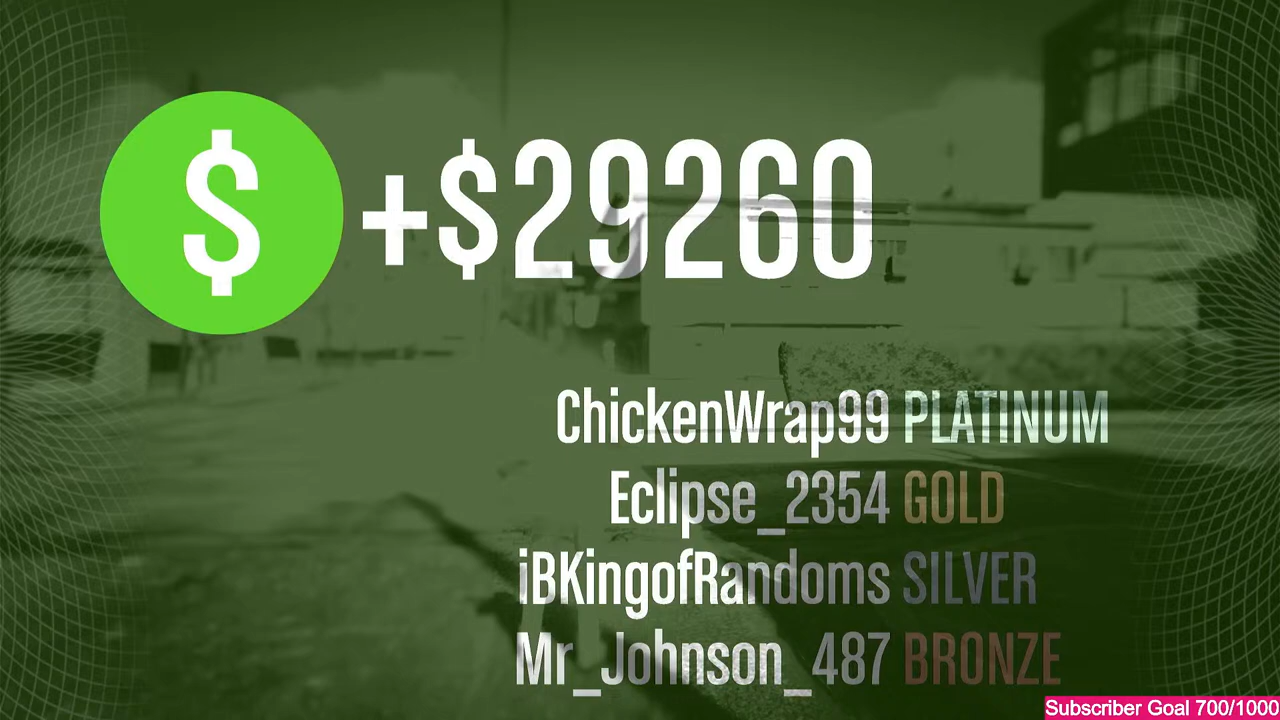 $ +$29260
ChickenWrap99 PLATINUM
Eclipse_2354 GOLD
iBKingofRandoms SILVER
Mr_Johnson_487 BRONZE
Subscriber Goal 700/1000